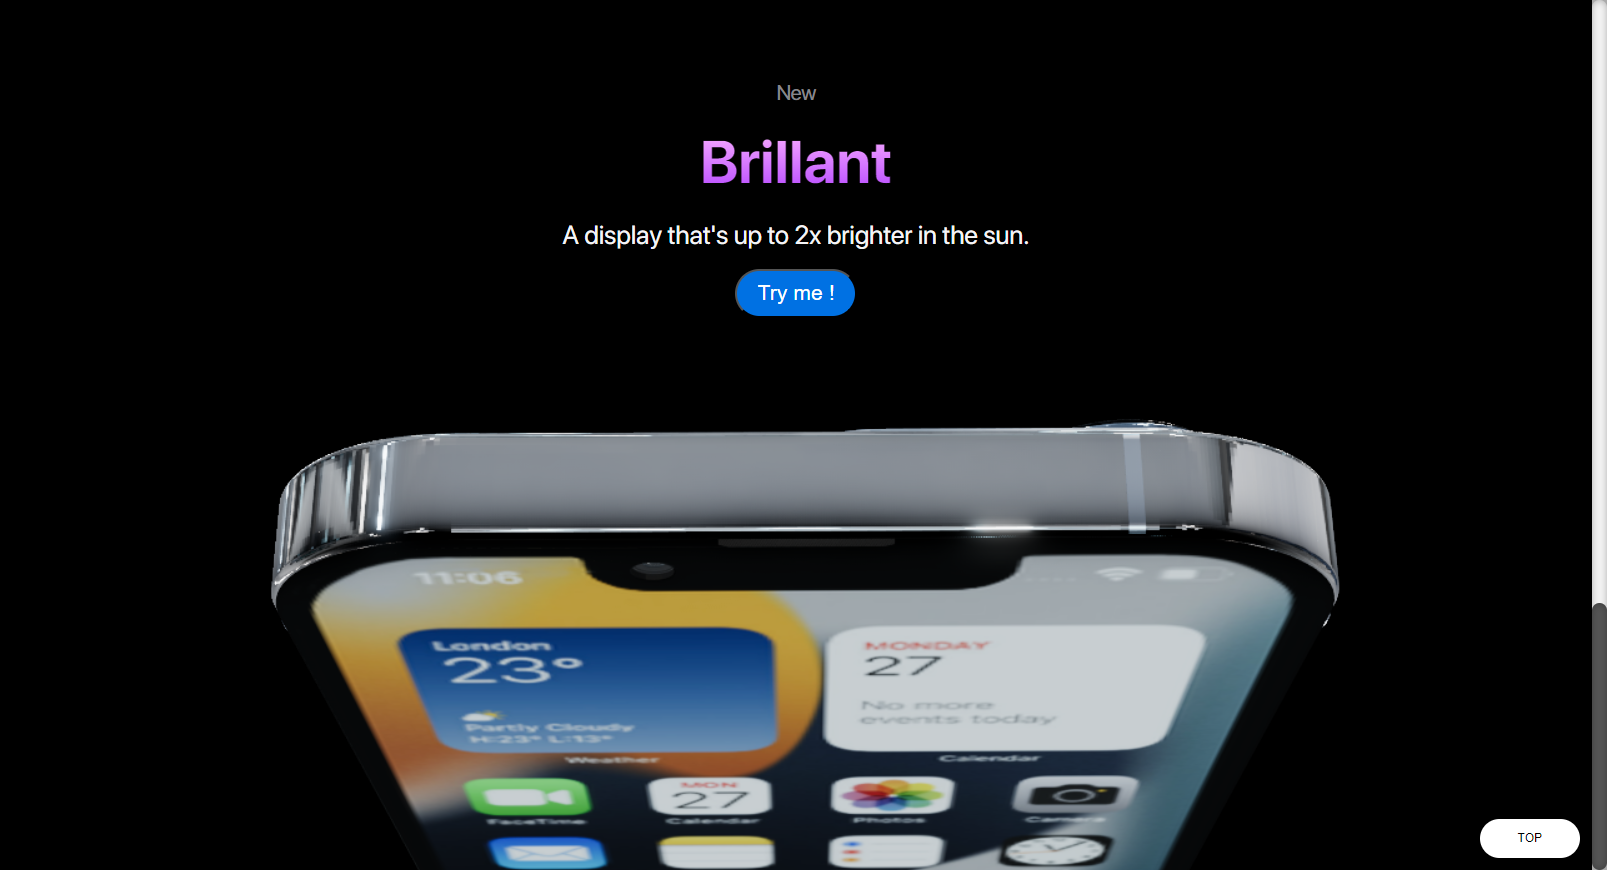 New
Brillant
A display that's up to 2x brighter in the sun.
Try me !
11:06
London
23°
Partly Cloudy
H:23° L:13°
Weather
MONDAY
27
No more
events today
Calendar
MON
27
FaceTime
Calendar
Photos
Camera
TOP